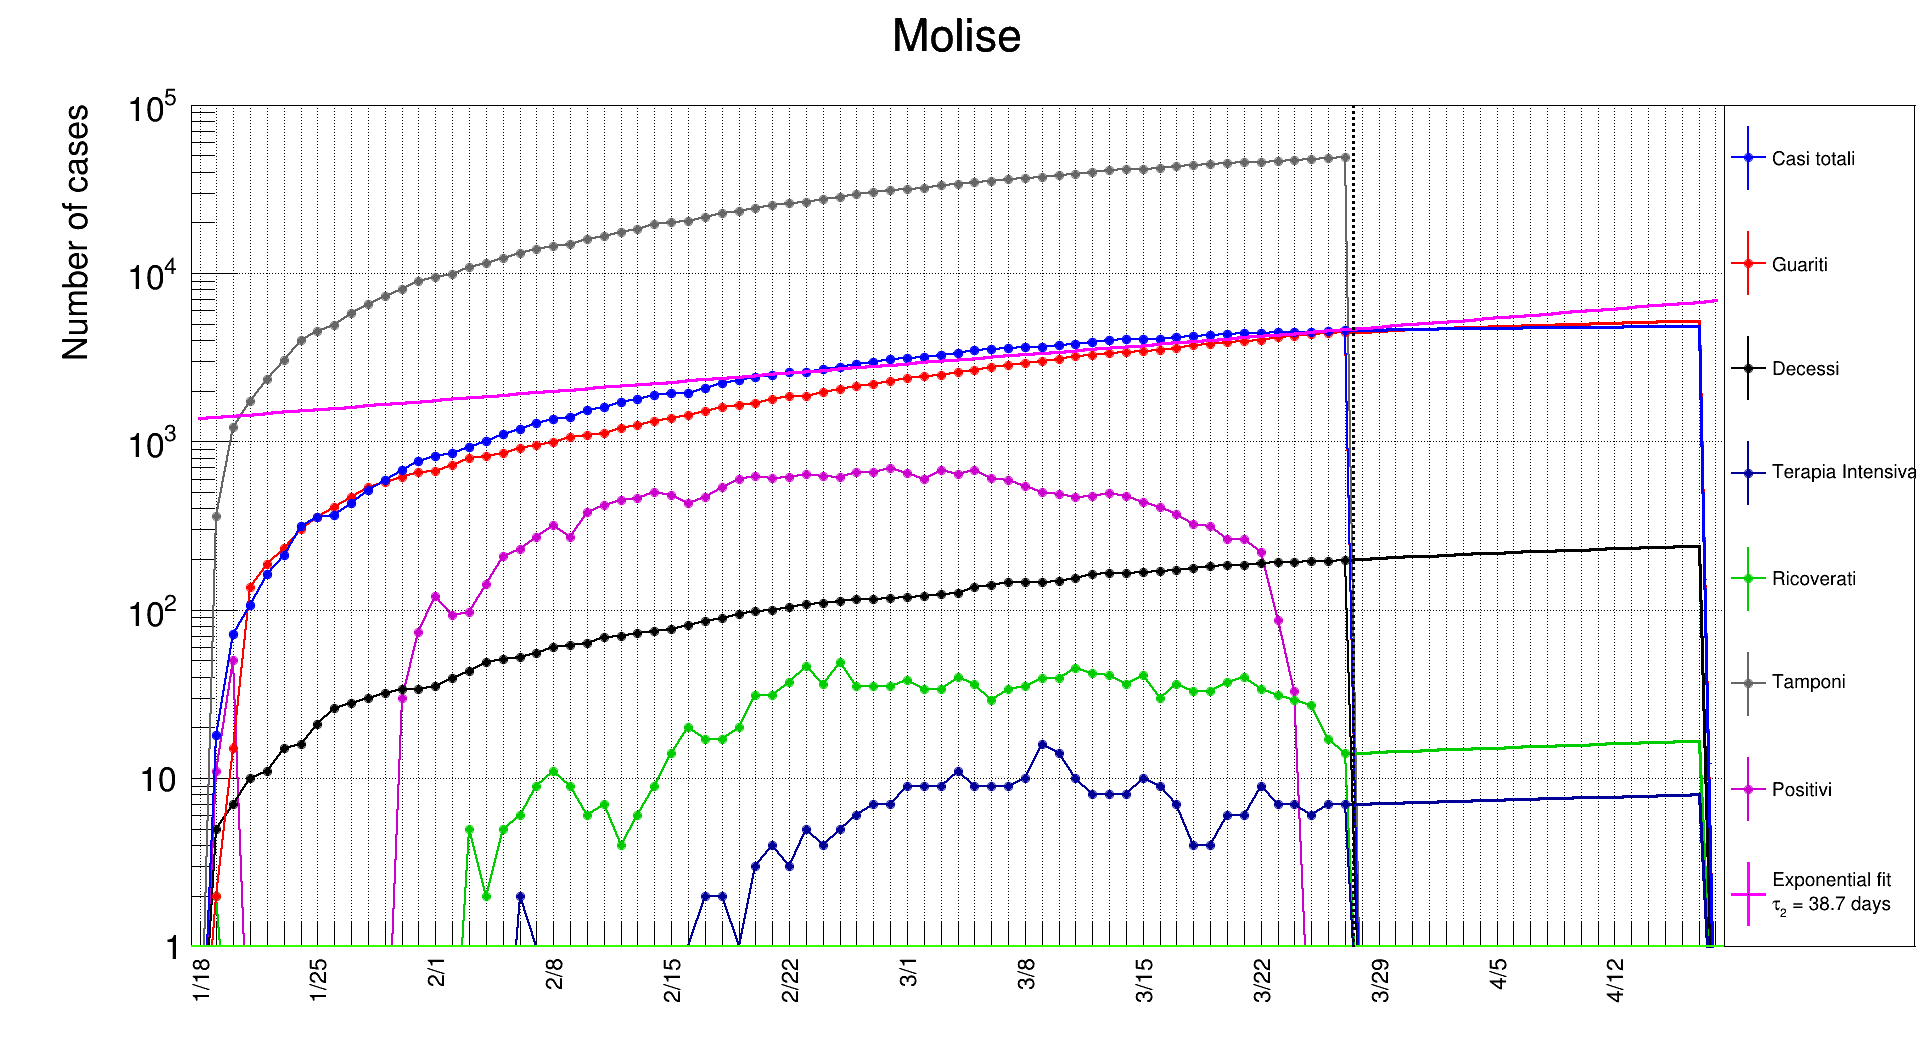 Molise
Number of cases
10^5
10^4
10^3
10^2
10
1
1/18
1/25
2/1
2/8
2/15
2/22
3/1
3/8
3/15
3/22
3/29
4/5
4/12
Casi totali
Guariti
Decessi
Terapia Intensiva
Ricoverati
Tamponi
Positivi
Exponential fit
τ_2 = 38.7 days